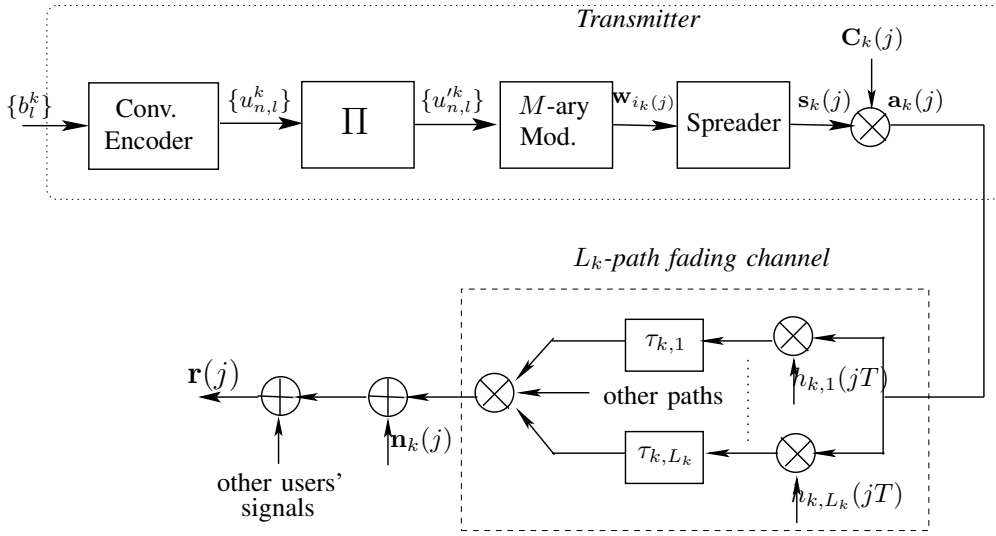 Transmitter
C_k(j)
{b_l^k}
Conv.
Encoder
{u_{n,l}^k}
∏
{u'^k_{n,l}}
M-ary
Mod.
w_{i_k(j)}
Spreader
s_k(j)
a_k(j)
L_k-path fading channel
τ_{k,1}
h_{k,1}(jT)
r(j)
other paths
n_k(j)
τ_{k,L_k}
h_{k,L_k}(jT)
other users'
signals